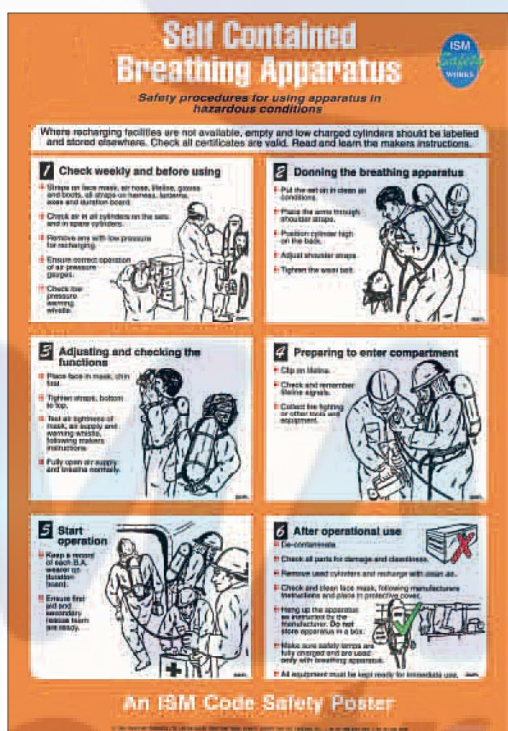 Self Contained
Breathing Apparatus
ISM
Safety
WORKS
Safety procedures for using apparatus in
hazardous conditions
Where recharging facilities are not available, empty and low charged cylinders should be labelled
and stored elsewhere. Check all certificates are valid. Read and learn the makers instructions.
1 Check weekly and before using
Straps on face mask, air hose, lifeline, gloves
and boots, all straps on harness, lanterns,
axes and duration board.
Check air in all cylinders on the sets
and in spare cylinders.
Remove any with low pressure
for recharging.
Ensure correct operation
of air pressure
gauges.
Check low
pressure
warning
whistle.
2 Donning the breathing apparatus
Put the set on in clean air
conditions.
Place the arms through
shoulder straps.
Position cylinder high
on the back.
Adjust shoulder straps.
Tighten the waist belt.
3 Adjusting and checking the
functions
Place face in mask, chin
first.
Tighten straps, bottom
to top.
Test air tightness of
mask, air supply and
warning whistle,
following makers
instructions.
Fully open air supply
and breathe normally.
4 Preparing to enter compartment
Clip on lifeline.
Check and remember
lifeline signals.
Collect fire fighting
or other tools and
equipment.
5 Start
operation
Keep a record
of each B.A.
wearer on
duration
board.
Ensure first
aid and
secondary
rescue team
are ready.
6 After operational use
De-contaminate.
Check all parts for damage and cleanliness.
Remove used cylinders and recharge with clean air.
Check and clean face mask, following manufacturers
instructions and place in protective cover.
Hang up the apparatus
as instructed by the
manufacturer. Do not
store apparatus in a box.
Make sure safety lamps are
fully charged and are used
only with breathing apparatus.
All equipment must be kept ready for immediate use.
An ISM Code Safety Poster